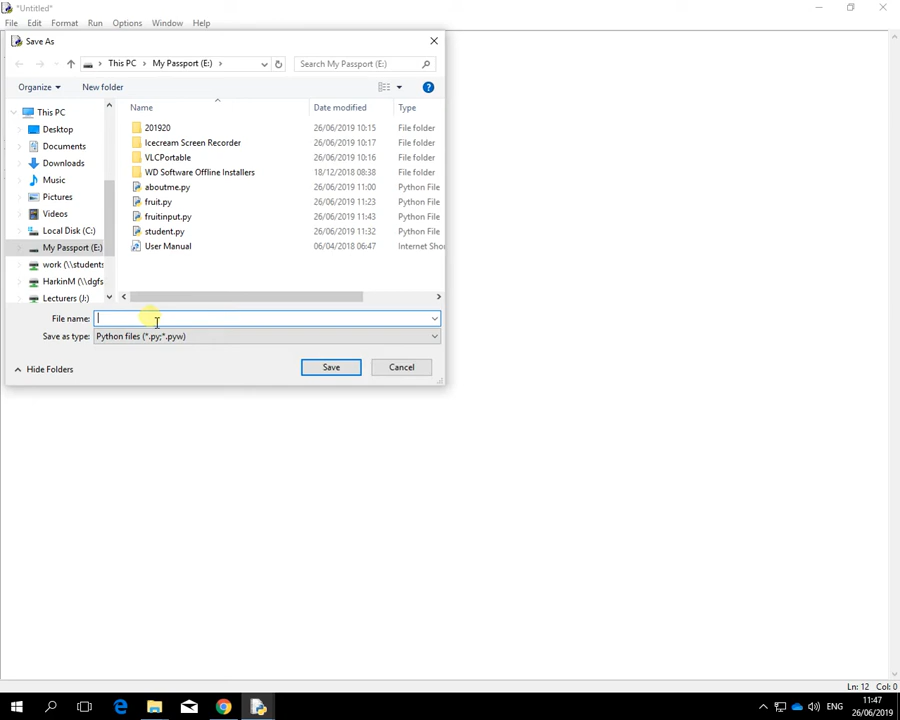 *Untitled*
File Edit Format Run Options Window Help
Save As
This PC My Passport (E:) Search My Passport (E:)
Organize New folder
Name Date modified Type
This PC
Desktop
Documents
Downloads
Music
Pictures
Videos
Local Disk (C:)
My Passport (E:)
work (\\students
HarkinM (\\dgfs
Lecturers (J:)
201920 26/06/2019 10:15 File folder
Icecream Screen Recorder 26/06/2019 10:17 File folder
VLCPortable 26/06/2019 10:16 File folder
WD Software Offline Installers 18/12/2018 08:38 File folder
aboutme.py 26/06/2019 11:00 Python File
fruit.py 26/06/2019 11:23 Python File
fruitinput.py 26/06/2019 11:43 Python File
student.py 26/06/2019 11:32 Python File
User Manual 06/04/2018 06:47 Internet Shor
File name:
Save as type: Python files (*.py;*.pyw)
Hide Folders Save Cancel
Ln: 12 Col: 0
ENG 11:47
26/06/2019